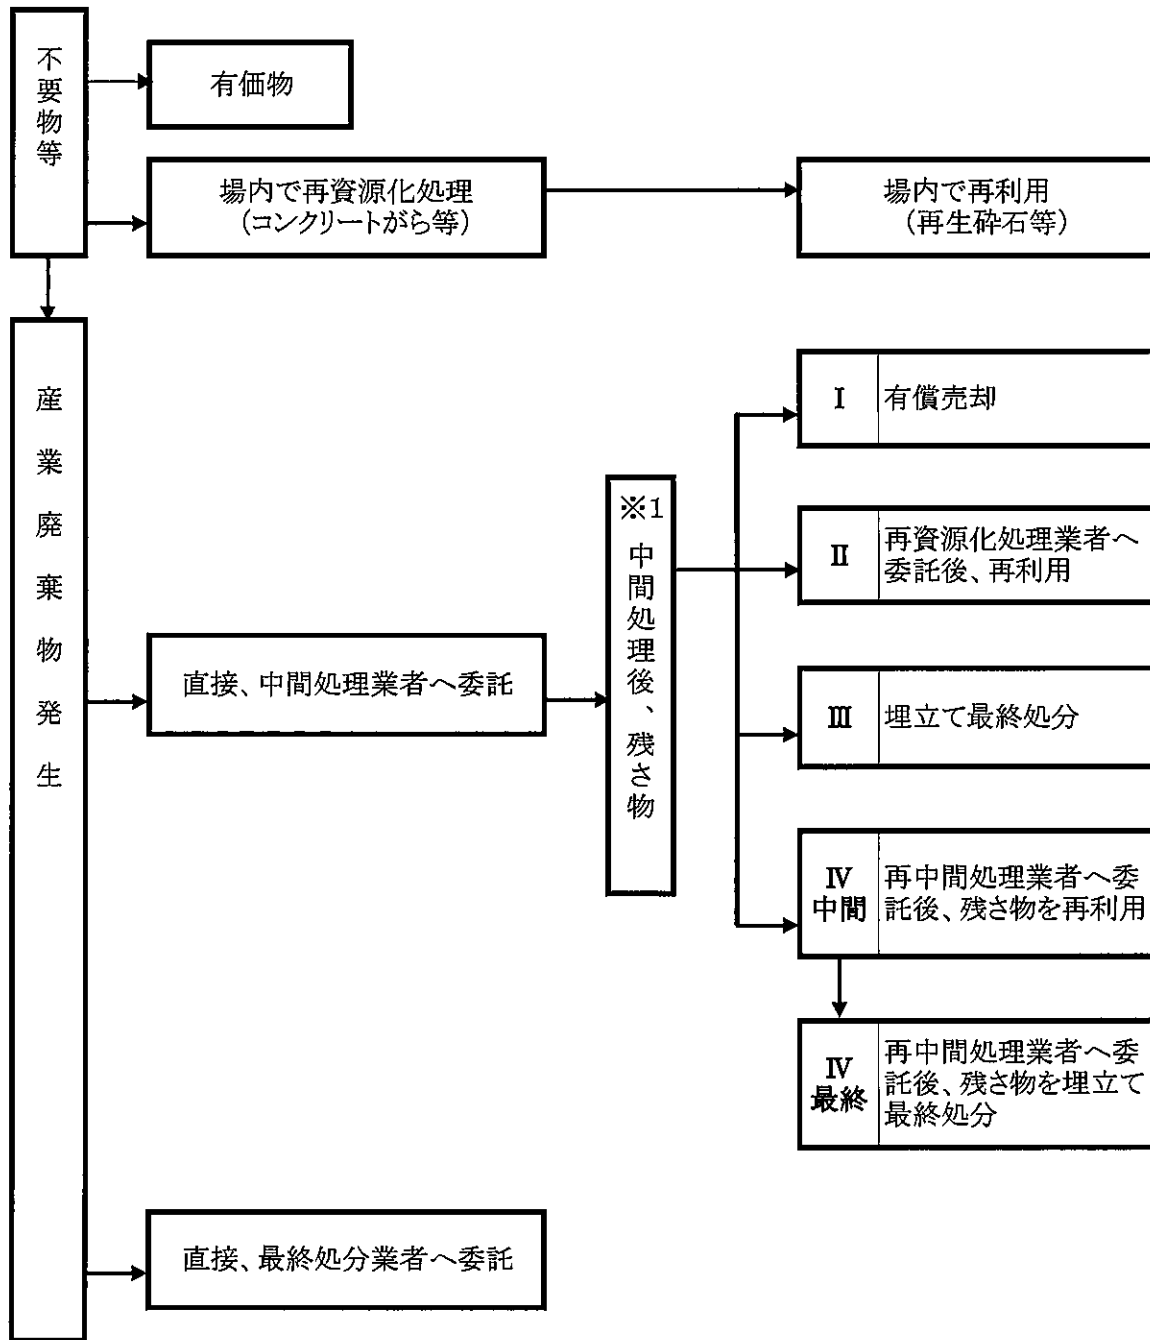 不要物等
有価物
場内で再資源化処理
(コンクリートがら等)
場内で再利用
(再生砕石等)
産業廃棄物発生
直接、中間処理業者へ委託
※1
中間処理後、残さ物
Ⅰ
有償売却
Ⅱ
再資源化処理業者へ
委託後、再利用
Ⅲ
埋立て最終処分
Ⅳ
中間
再中間処理業者へ委
託後、残さ物を再利用
Ⅳ
最終
再中間処理業者へ委
託後、残さ物を埋立て
最終処分
直接、最終処分業者へ委託